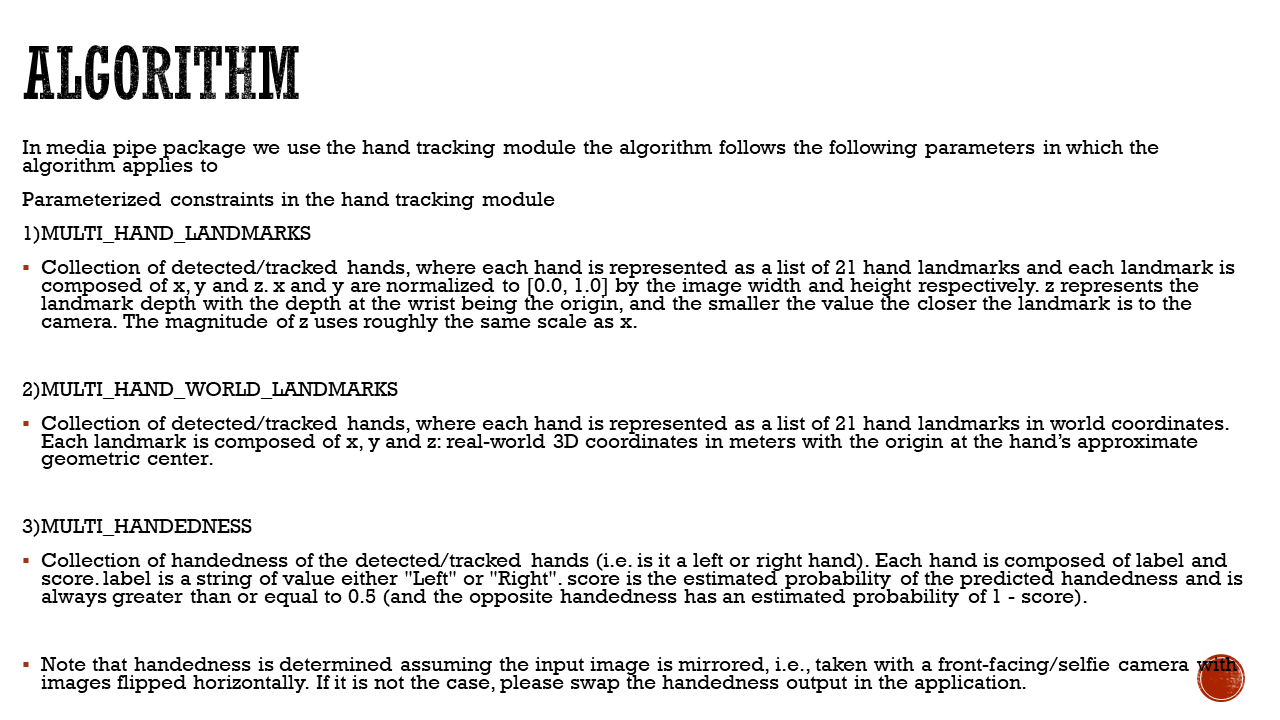 ALGORITHM
In media pipe package we use the hand tracking module the algorithm follows the following parameters in which the
algorithm applies to
Parameterized constraints in the hand tracking module
1)MULTI_HAND_LANDMARKS
▪ Collection of detected/tracked hands, where each hand is represented as a list of 21 hand landmarks and each landmark is
composed of x, y and z. x and y are normalized to [0.0, 1.0] by the image width and height respectively. z represents the
landmark depth with the depth at the wrist being the origin, and the smaller the value the closer the landmark is to the
camera. The magnitude of z uses roughly the same scale as x.
2)MULTI_HAND_WORLD_LANDMARKS
▪ Collection of detected/tracked hands, where each hand is represented as a list of 21 hand landmarks in world coordinates.
Each landmark is composed of x, y and z: real-world 3D coordinates in meters with the origin at the hand’s approximate
geometric center.
3)MULTI_HANDEDNESS
▪ Collection of handedness of the detected/tracked hands (i.e. is it a left or right hand). Each hand is composed of label and
score. label is a string of value either "Left" or "Right". score is the estimated probability of the predicted handedness and is
always greater than or equal to 0.5 (and the opposite handedness has an estimated probability of 1 - score).
▪ Note that handedness is determined assuming the input image is mirrored, i.e., taken with a front-facing/selfie camera with
images flipped horizontally. If it is not the case, please swap the handedness output in the application.